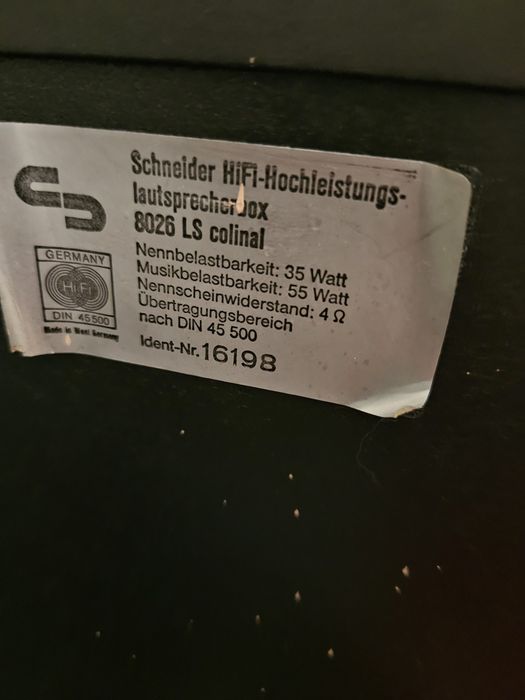 Schneider HiFi-Hochleistungs-
lautsprecherbox
8026 LS colinal
Nennbelastbarkeit: 35 Watt
Musikbelastbarkeit: 55 Watt
Nennscheinwiderstand: 4 Ω
Übertragungsbereich
nach DIN 45 500
Ident-Nr. 16198
GERMANY
HiFi
DIN 45500
Made in West Germany